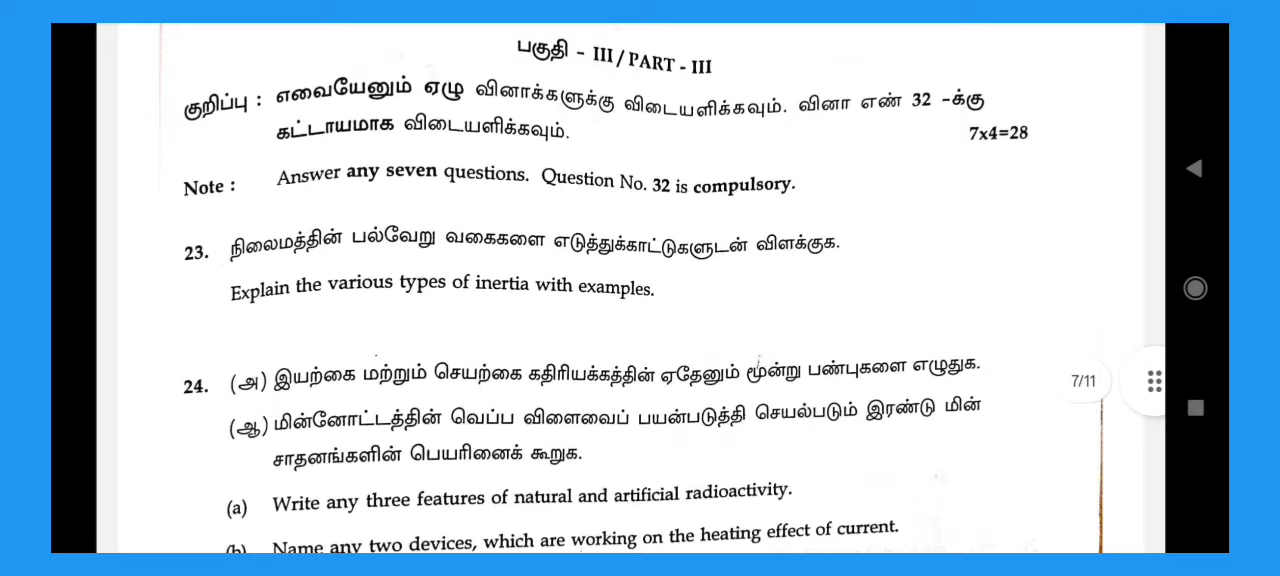 பகுதி - III / PART - III
குறிப்பு : எவையேனும் ஏழு வினாக்களுக்கு விடையளிக்கவும். வினா எண் 32 -க்கு
கட்டாயமாக விடையளிக்கவும்.
7x4=28
Note : Answer any seven questions. Question No. 32 is compulsory.
23. நிலைமத்தின் பல்வேறு வகைகளை எடுத்துக்காட்டுகளுடன் விளக்குக.
Explain the various types of inertia with examples.
24. (அ) இயற்கை மற்றும் செயற்கை கதிரியக்கத்தின் ஏதேனும் மூன்று பண்புகளை எழுதுக.
7/11
(ஆ) மின்னோட்டத்தின் வெப்ப விளைவைப் பயன்படுத்தி செயல்படும் இரண்டு மின்
சாதனங்களின் பெயரினைக் கூறுக.
(a) Write any three features of natural and artificial radioactivity.
(b) Name any two devices, which are working on the heating effect of current.